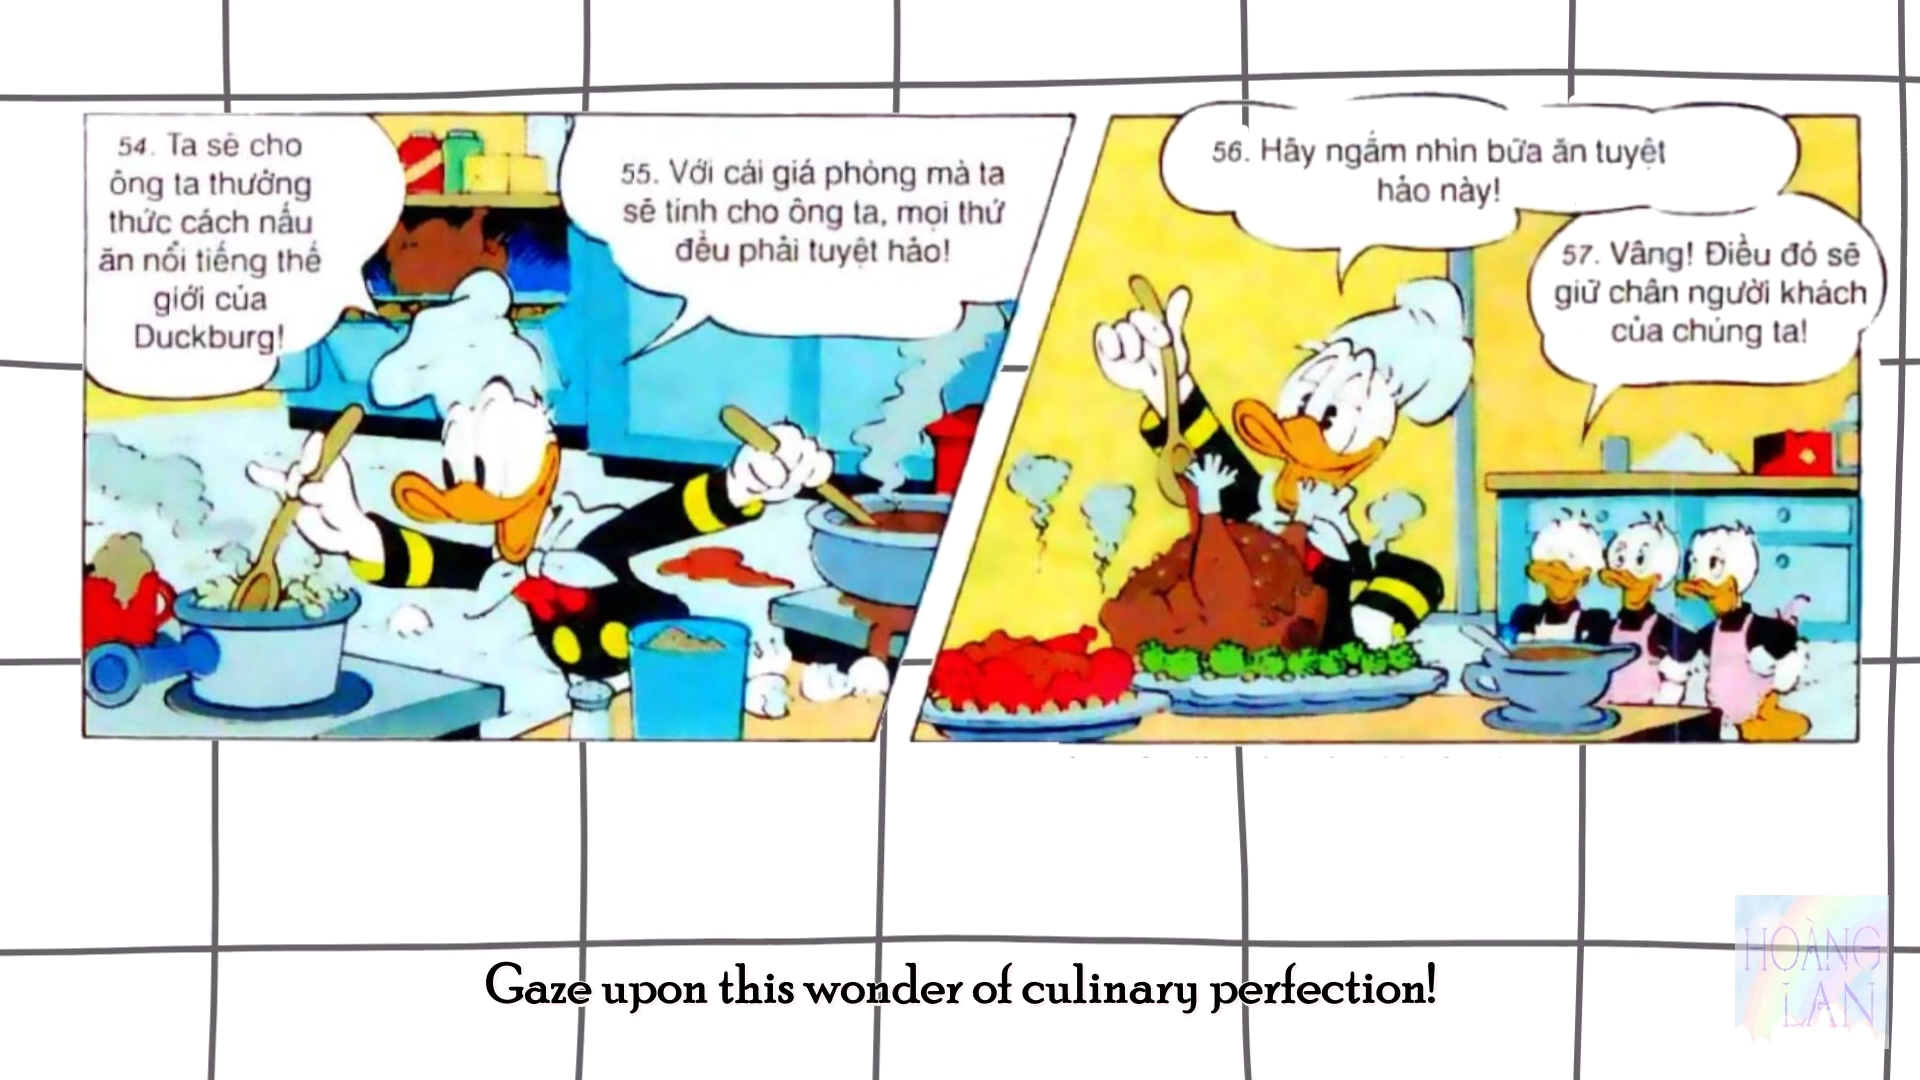 54. Ta sẽ cho
ông ta thưởng
thức cách nấu
ăn nổi tiếng thế
giới của
Duckburg!
55. Với cái giá phòng mà ta
sẽ tính cho ông ta, mọi thứ
đều phải tuyệt hảo!
56. Hãy ngắm nhìn bữa ăn tuyệt
hảo này!
57. Vâng! Điều đó sẽ
giữ chân người khách
của chúng ta!
Gaze upon this wonder of culinary perfection!
HOÀNG
LAN